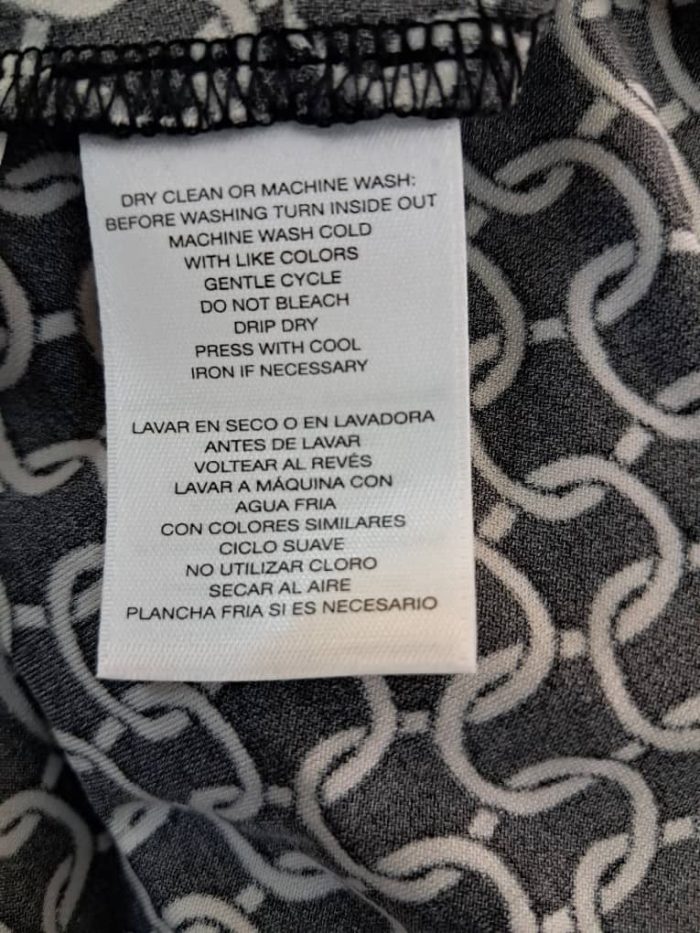 DRY CLEAN OR MACHINE WASH:
BEFORE WASHING TURN INSIDE OUT
MACHINE WASH COLD
WITH LIKE COLORS
GENTLE CYCLE
DO NOT BLEACH
DRIP DRY
PRESS WITH COOL
IRON IF NECESSARY
LAVAR EN SECO O EN LAVADORA
ANTES DE LAVAR
VOLTEAR AL REVÉS
LAVAR A MÁQUINA CON
AGUA FRIA
CON COLORES SIMILARES
CICLO SUAVE
NO UTILIZAR CLORO
SECAR AL AIRE
PLANCHA FRIA SI ES NECESARIO